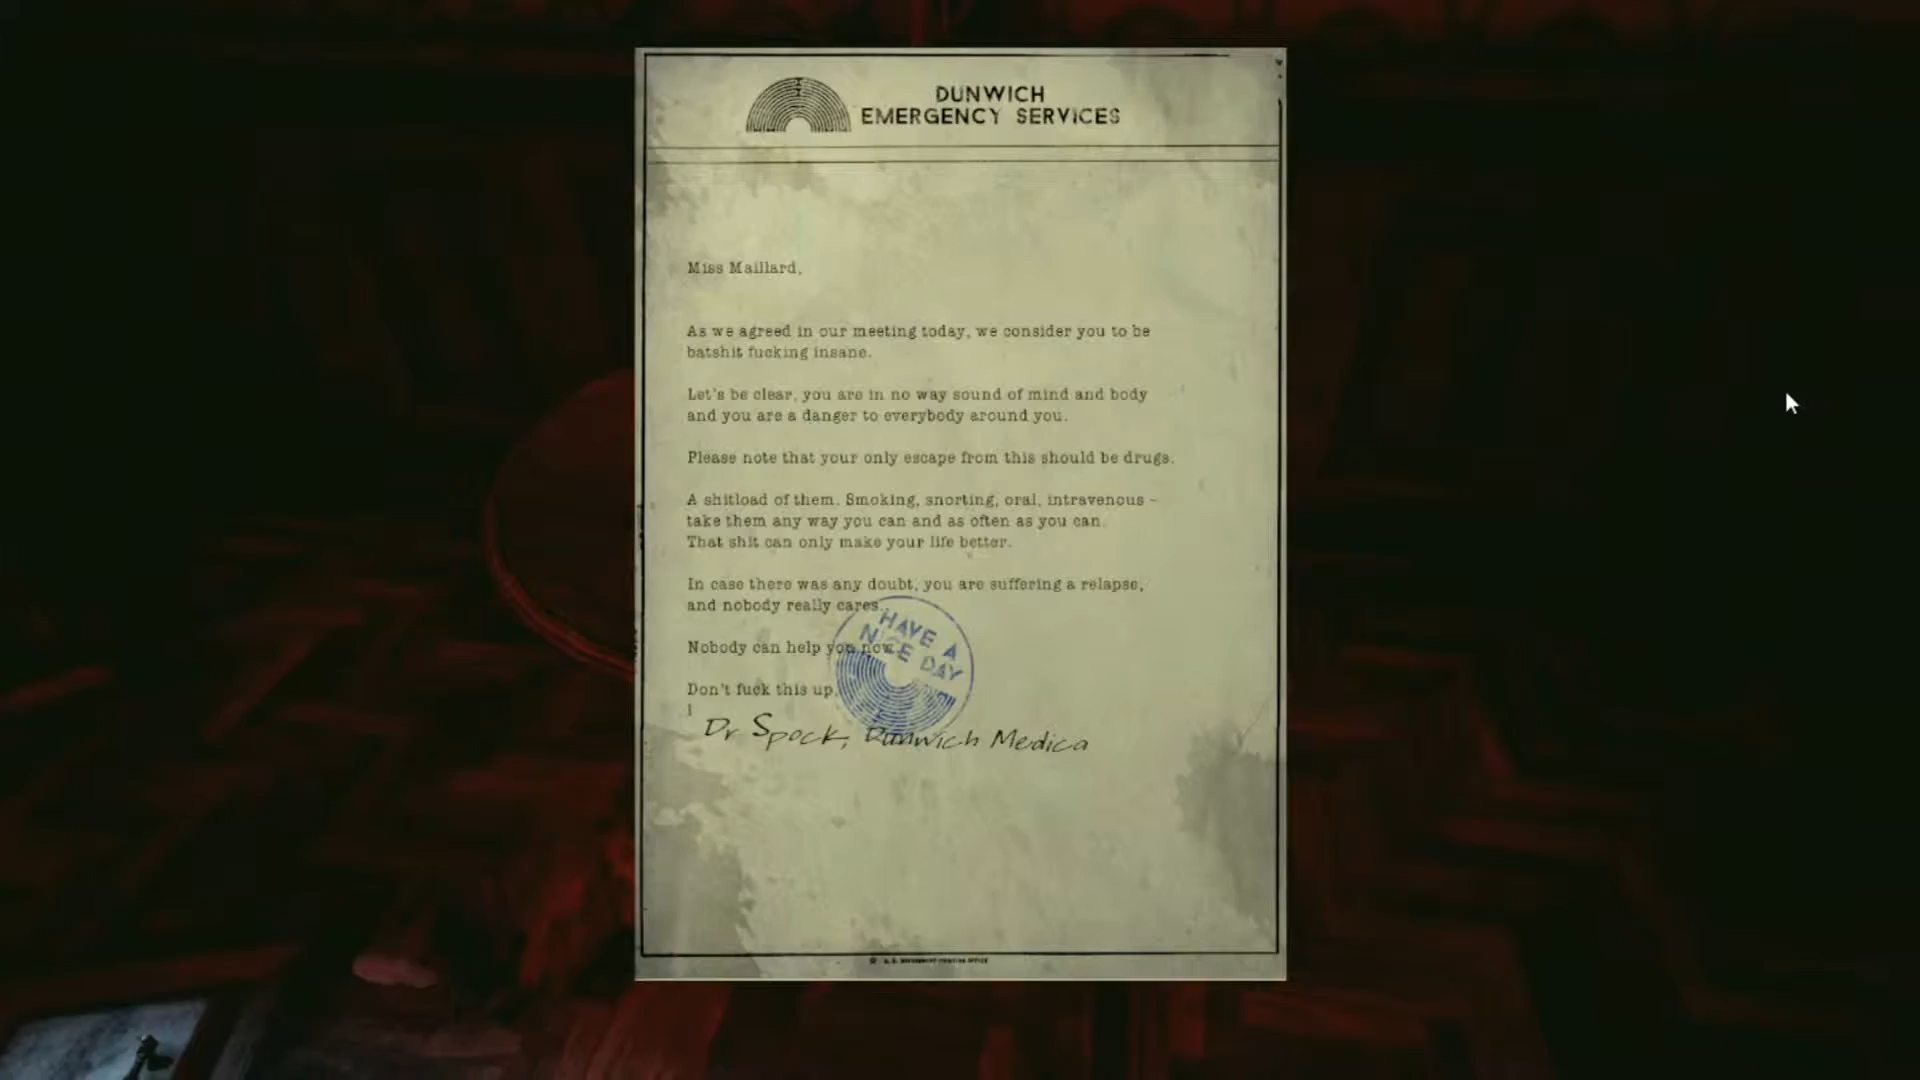 DUNWICH
EMERGENCY SERVICES
Miss Maillard,
As we agreed in our meeting today, we consider you to be
batshit fucking insane.
Let's be clear, you are in no way sound of mind and body
and you are a danger to everybody around you.
Please note that your only escape from this should be drugs.
A shitload of them. Smoking, snorting, oral, intravenous –
take them any way you can and as often as you can.
That shit can only make your life better.
In case there was any doubt, you are suffering a relapse,
and nobody really cares.
Nobody can help you now.
Don't fuck this up.
HAVE A
NICE DAY
Dr Spock, Dunwich Medica